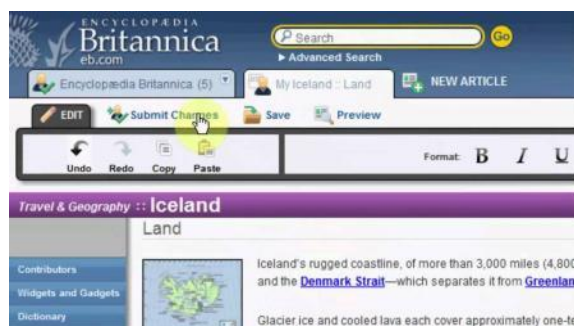 ENCYCLOPÆDIA
Britannica
eb.com
Search
Go
Advanced Search
Encyclopædia Britannica (5)
My Iceland :: Land
NEW ARTICLE
EDIT
Submit Changes
Save
Preview
Undo
Redo
Copy
Paste
Format:
B
I
U
Travel & Geography :: Iceland
Land
Contributors
Widgets and Gadgets
Dictionary
Iceland's rugged coastline, of more than 3,000 miles (4,800
and the Denmark Strait—which separates it from Greenlan
Glacier ice and cooled lava each cover approximately one-te